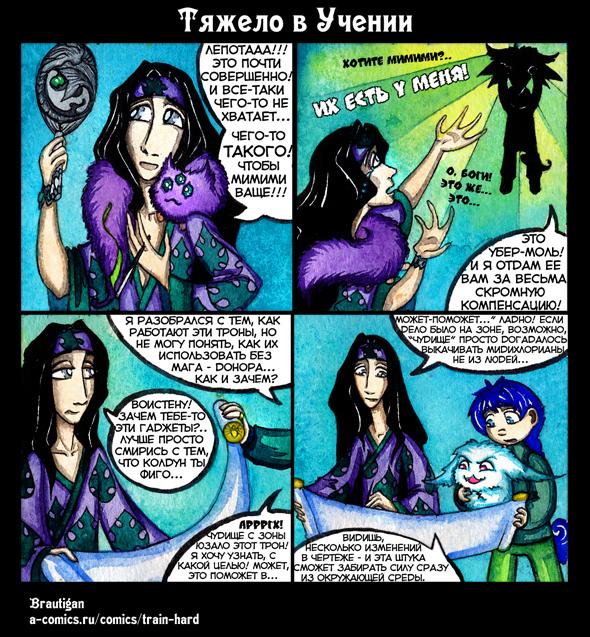 Тяжело в Учении
ЛЕПОТААА!!!
ЭТО ПОЧТИ
СОВЕРШЕННО!
И ВСЕ-ТАКИ
ЧЕГО-ТО НЕ
ХВАТАЕТ...
ЧЕГО-ТО
ТАКОГО!
ЧТОБЫ
МИМИМИ
ВАЩЕ!!!
ХОТИТЕ МИМИМИ?..
ИХ ЕСТЬ У МЕНЯ!
О, БОГИ!
ЭТО ЖЕ...
ЭТО...
ЭТО
УБЕР-МОЛЬ!
И Я ОТДАМ ЕЕ
ВАМ ЗА ВЕСЬМА
СКРОМНУЮ
КОМПЕНСАЦИЮ!
Я РАЗОБРАЛСЯ С ТЕМ, КАК
РАБОТАЮТ ЭТИ ТРОНЫ, НО
НЕ МОГУ ПОНЯТЬ, КАК ИХ
ИСПОЛЬЗОВАТЬ БЕЗ
МАГА - ДОНОРА...
КАК И ЗАЧЕМ?
ВОИСТЕНУ!
ЗАЧЕМ ТЕБЕ-ТО
ЭТИ ГАДЖЕТЫ?..
ЛУЧШЕ ПРОСТО
СМИРИСЬ С ТЕМ,
ЧТО КОЛДУН ТЫ
ФИГО...
АРРРГХ!
ЧУДИЩЕ С ЗОНЫ
ЮЗАЛО ЭТОТ ТРОН!
Я ХОЧУ УЗНАТЬ, С
КАКОЙ ЦЕЛЬЮ! МОЖЕТ,
ЭТО ПОМОЖЕТ В...
МОЖЕТ-ПОМОЖЕТ..." ЛАДНО! ЕСЛИ
ДЕЛО БЫЛО НА ЗОНЕ, ВОЗМОЖНО,
"ЧУДИЩЕ" ПРОСТО ДОГАДАЛОСЬ
ВЫКАЧИВАТЬ МИДИХЛОРИАНЫ
НЕ ИЗ ЛЮДЕЙ...
ВИДИШЬ,
НЕСКОЛЬКО ИЗМЕНЕНИЙ
В ЧЕРТЕЖЕ - И ЭТА ШТУКА
СМОЖЕТ ЗАБИРАТЬ СИЛУ СРАЗУ
ИЗ ОКРУЖАЮЩЕЙ СРЕДЫ.
Brautigan
a-comics.ru/comics/train-hard